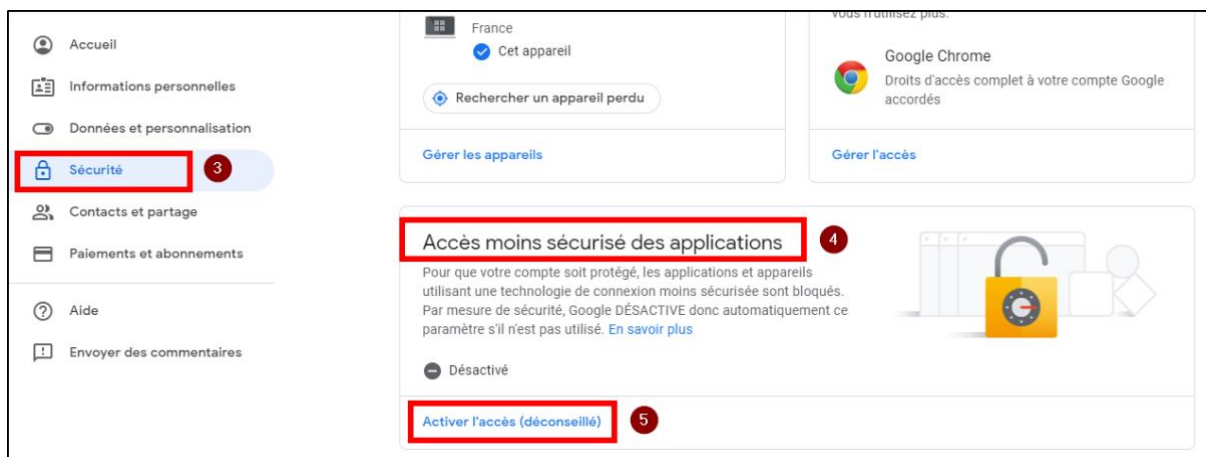 Accueil
Informations personnelles
Données et personnalisation
Sécurité
3
Contacts et partage
Paiements et abonnements
Aide
Envoyer des commentaires
France
Cet appareil
Rechercher un appareil perdu
Gérer les appareils
vous n'utilisez plus.
Google Chrome
Droits d'accès complet à votre compte Google
accordés
Gérer l'accès
Accès moins sécurisé des applications
4
Pour que votre compte soit protégé, les applications et appareils
utilisant une technologie de connexion moins sécurisée sont bloqués.
Par mesure de sécurité, Google DÉSACTIVE donc automatiquement ce
paramètre s'il n'est pas utilisé. En savoir plus
Désactivé
Activer l'accès (déconseillé)
5